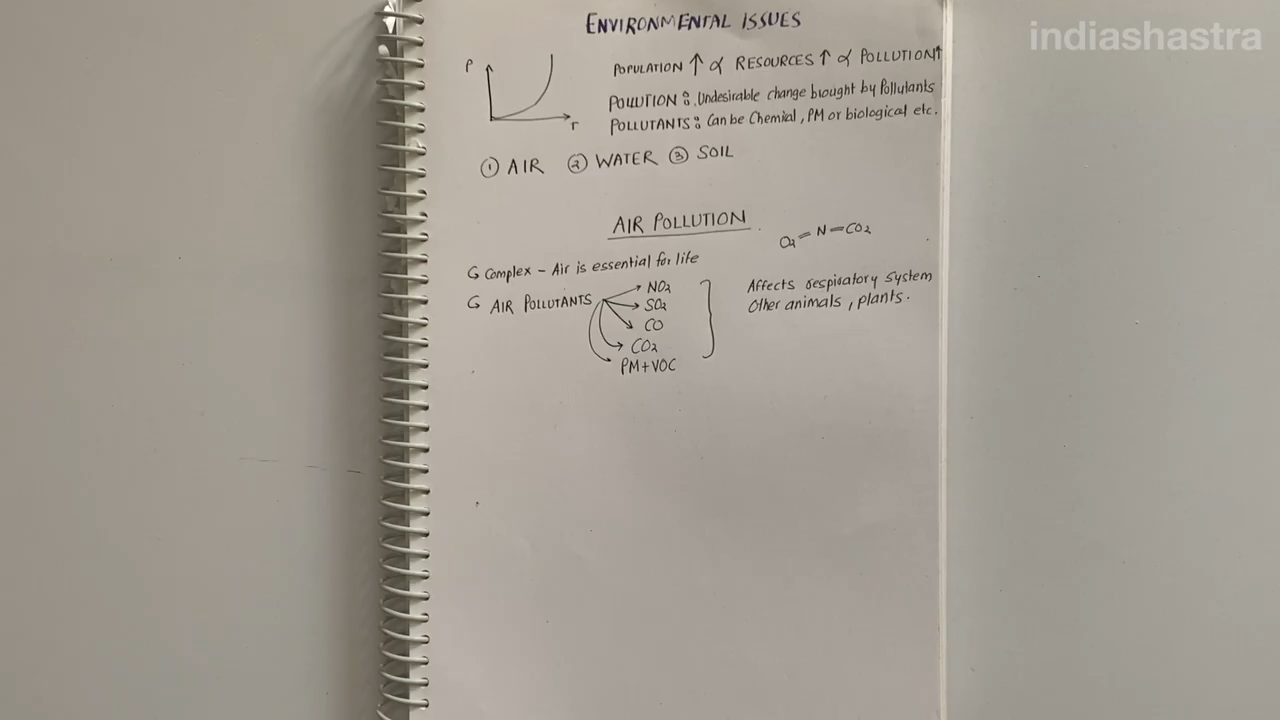 indiashastra
ENVIRONMENTAL ISSUES
P
T
POPULATION ↑ ∝ RESOURCES ↑ ∝ POLLUTION↑
POLLUTION : Undesirable change brought by Pollutants
POLLUTANTS : Can be Chemial, PM or biological etc.
① AIR ② WATER ③ SOIL
AIR POLLUTION
O2 = N = CO2
Complex – Air is essential for life
AIR POLLUTANTS
NO2
SO2
CO
CO2
PM+VOC
Affects respiratory system
Other animals, plants.